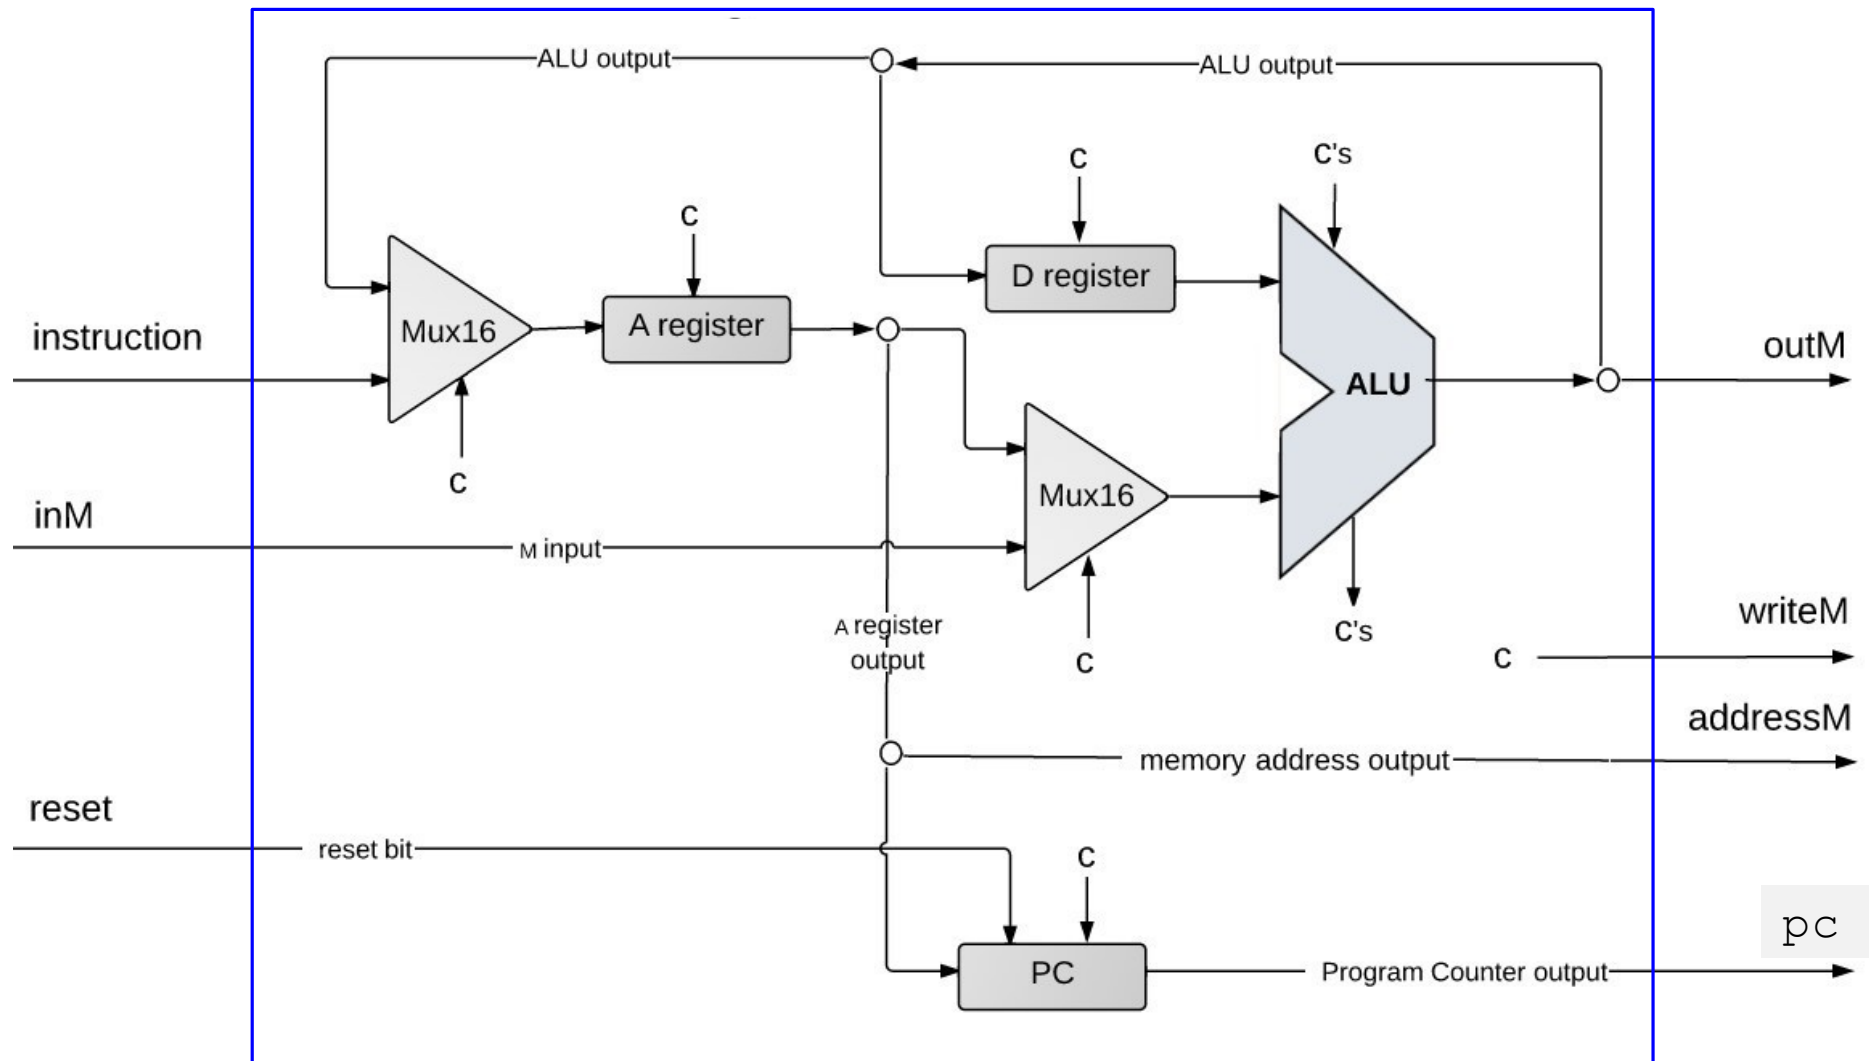 ALU output
ALU output
c
c's
c
D register
A register
Mux16
instruction
outM
ALU
c
Mux16
inM
M input
writeM
A register
output
c
c's
c
addressM
memory address output
reset
reset bit
c
pc
PC
Program Counter output